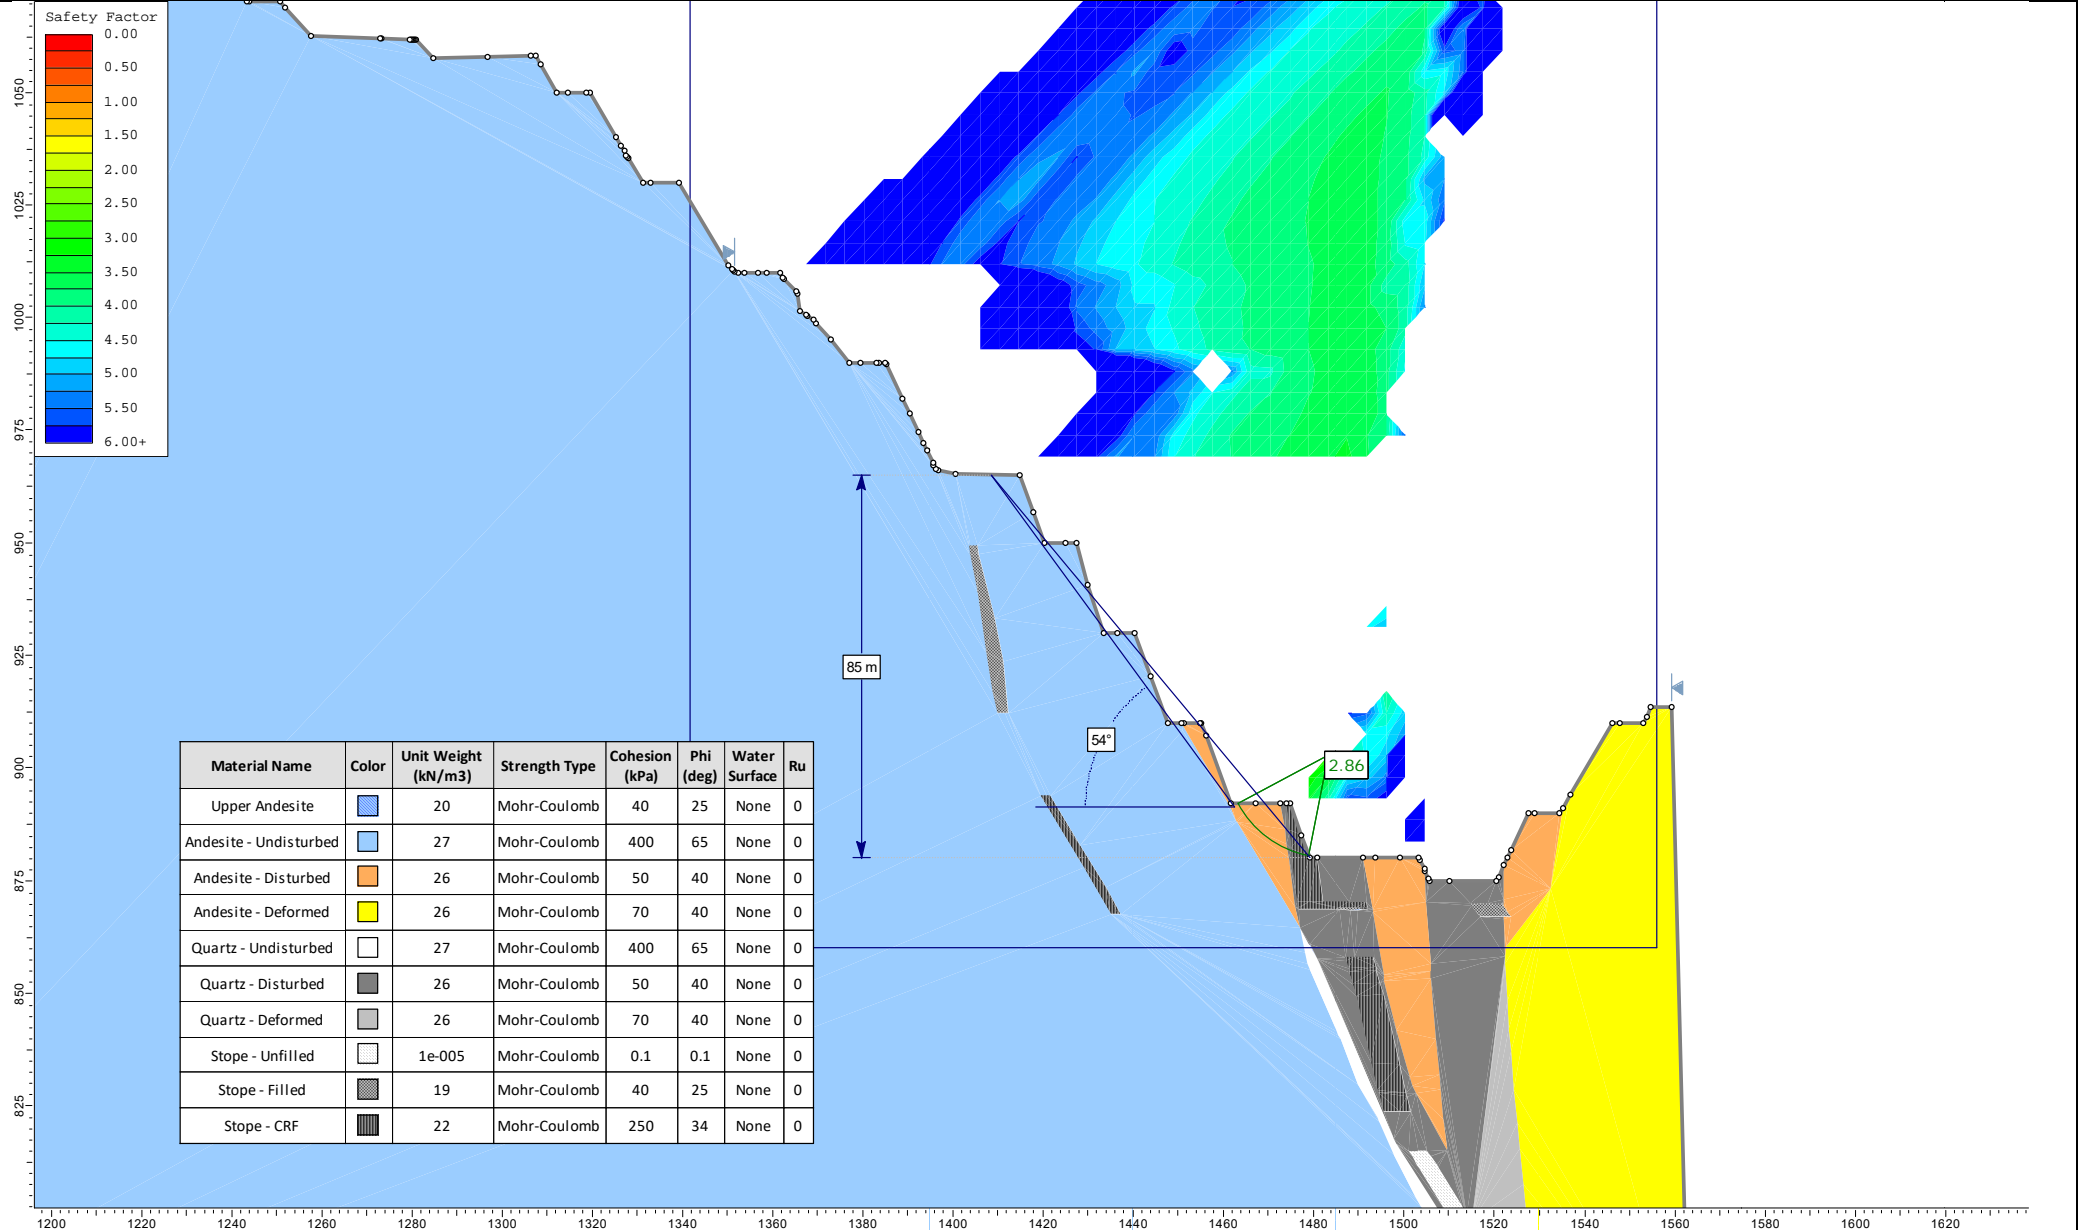 Safety Factor
0.00
0.50
1.00
1.50
2.00
2.50
3.00
3.50
4.00
4.50
5.00
5.50
6.00+
1050
1025
1000
975
950
925
900
875
850
825
85 m
54°
2.86
Material Name Color Unit Weight (kN/m3) Strength Type Cohesion (kPa) Phi (deg) Water Surface Ru
Upper Andesite 20 Mohr-Coulomb 40 25 None 0
Andesite - Undisturbed 27 Mohr-Coulomb 400 65 None 0
Andesite - Disturbed 26 Mohr-Coulomb 50 40 None 0
Andesite - Deformed 26 Mohr-Coulomb 70 40 None 0
Quartz - Undisturbed 27 Mohr-Coulomb 400 65 None 0
Quartz - Disturbed 26 Mohr-Coulomb 50 40 None 0
Quartz - Deformed 26 Mohr-Coulomb 70 40 None 0
Stope - Unfilled 1e-005 Mohr-Coulomb 0.1 0.1 None 0
Stope - Filled 19 Mohr-Coulomb 40 25 None 0
Stope - CRF 22 Mohr-Coulomb 250 34 None 0
1200 1220 1240 1260 1280 1300 1320 1340 1360 1380 1400 1420 1440 1460 1480 1500 1520 1540 1560 1580 1600 1620